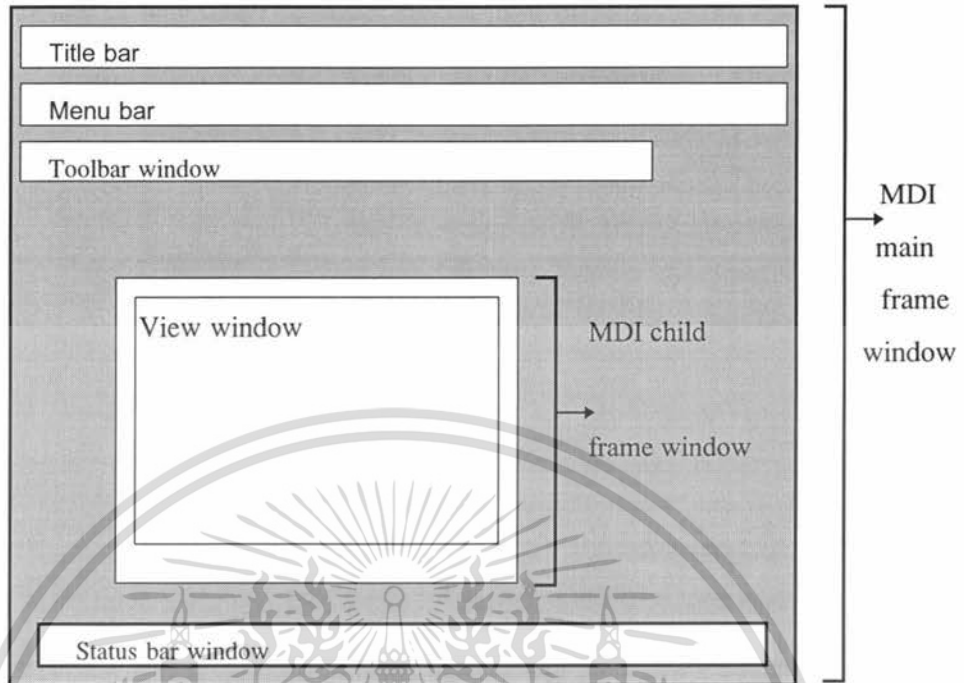 Title bar
Menu bar
Toolbar window
View window
MDI child
frame window
MDI
main
frame
window
Status bar window